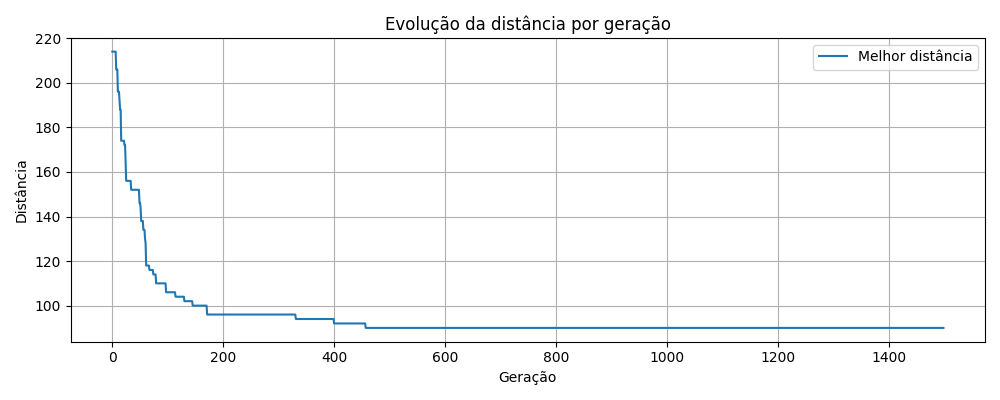 Evolução da distância por geração
Melhor distância
Distância
220
200
180
160
140
120
100
0 200 400 600 800 1000 1200 1400
Geração